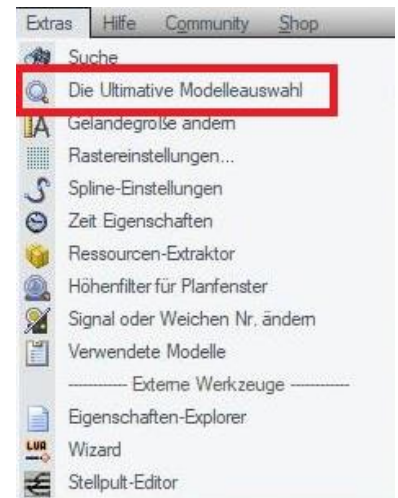 Extras Hilfe Community Shop
Suche
Die Ultimative Modelleauswahl
A Geländegröße ändern
Rastereinstellungen...
Spline-Einstellungen
Zeit Eigenschaften
Ressourcen-Extraktor
Höhenfilter für Planfenster
Signal oder Weichen Nr. ändern
Verwendete Modelle
---------- Externe Werkzeuge ----------
Eigenschaften-Explorer
LUA Wizard
Stellpult-Editor